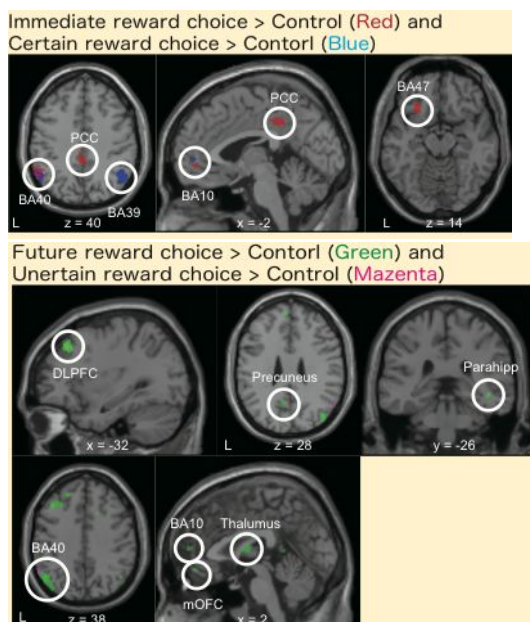 Immediate reward choice > Control (Red) and
Certain reward choice > Contorl (Blue)
PCC
BA40
BA39
L
z = 40
PCC
BA10
x = -2
BA47
L
z = 14
Future reward choice > Contorl (Green) and
Unertain reward choice > Control (Mazenta)
DLPFC
x = -32
Precuneus
L
z = 28
Parahipp
y = -26
BA40
L
z = 38
BA10
Thalumus
mOFC
x = 2